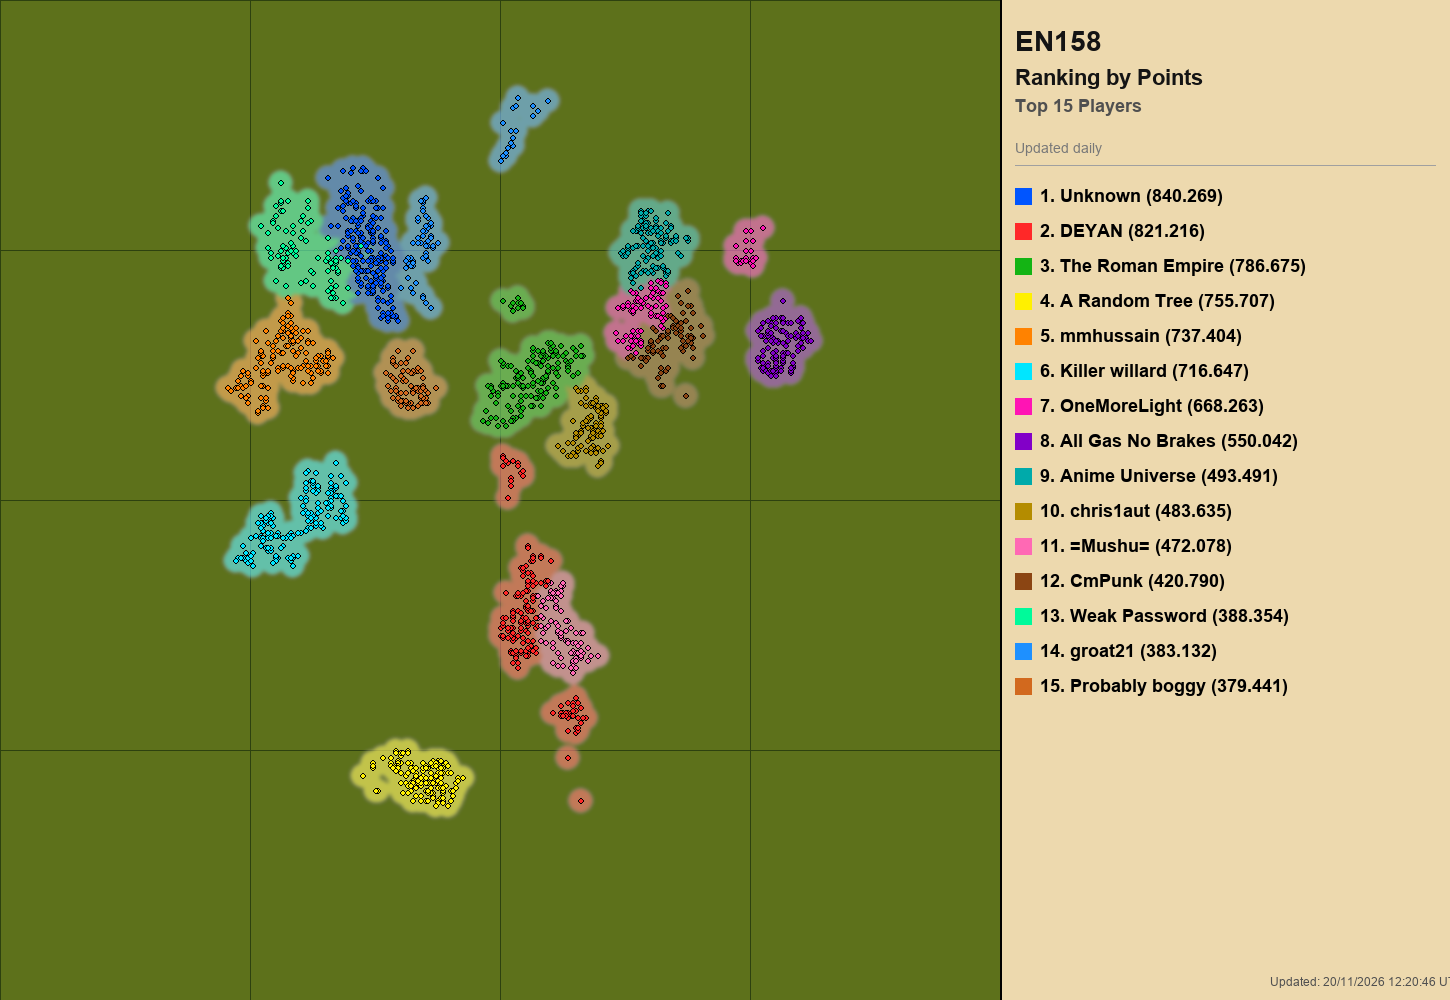 EN158
Ranking by Points
Top 15 Players
Updated daily
1. Unknown (840.269)
2. DEYAN (821.216)
3. The Roman Empire (786.675)
4. A Random Tree (755.707)
5. mmhussain (737.404)
6. Killer willard (716.647)
7. OneMoreLight (668.263)
8. All Gas No Brakes (550.042)
9. Anime Universe (493.491)
10. chris1aut (483.635)
11. =Mushu= (472.078)
12. CmPunk (420.790)
13. Weak Password (388.354)
14. groat21 (383.132)
15. Probably boggy (379.441)
Updated: 20/11/2026 12:20:46 U